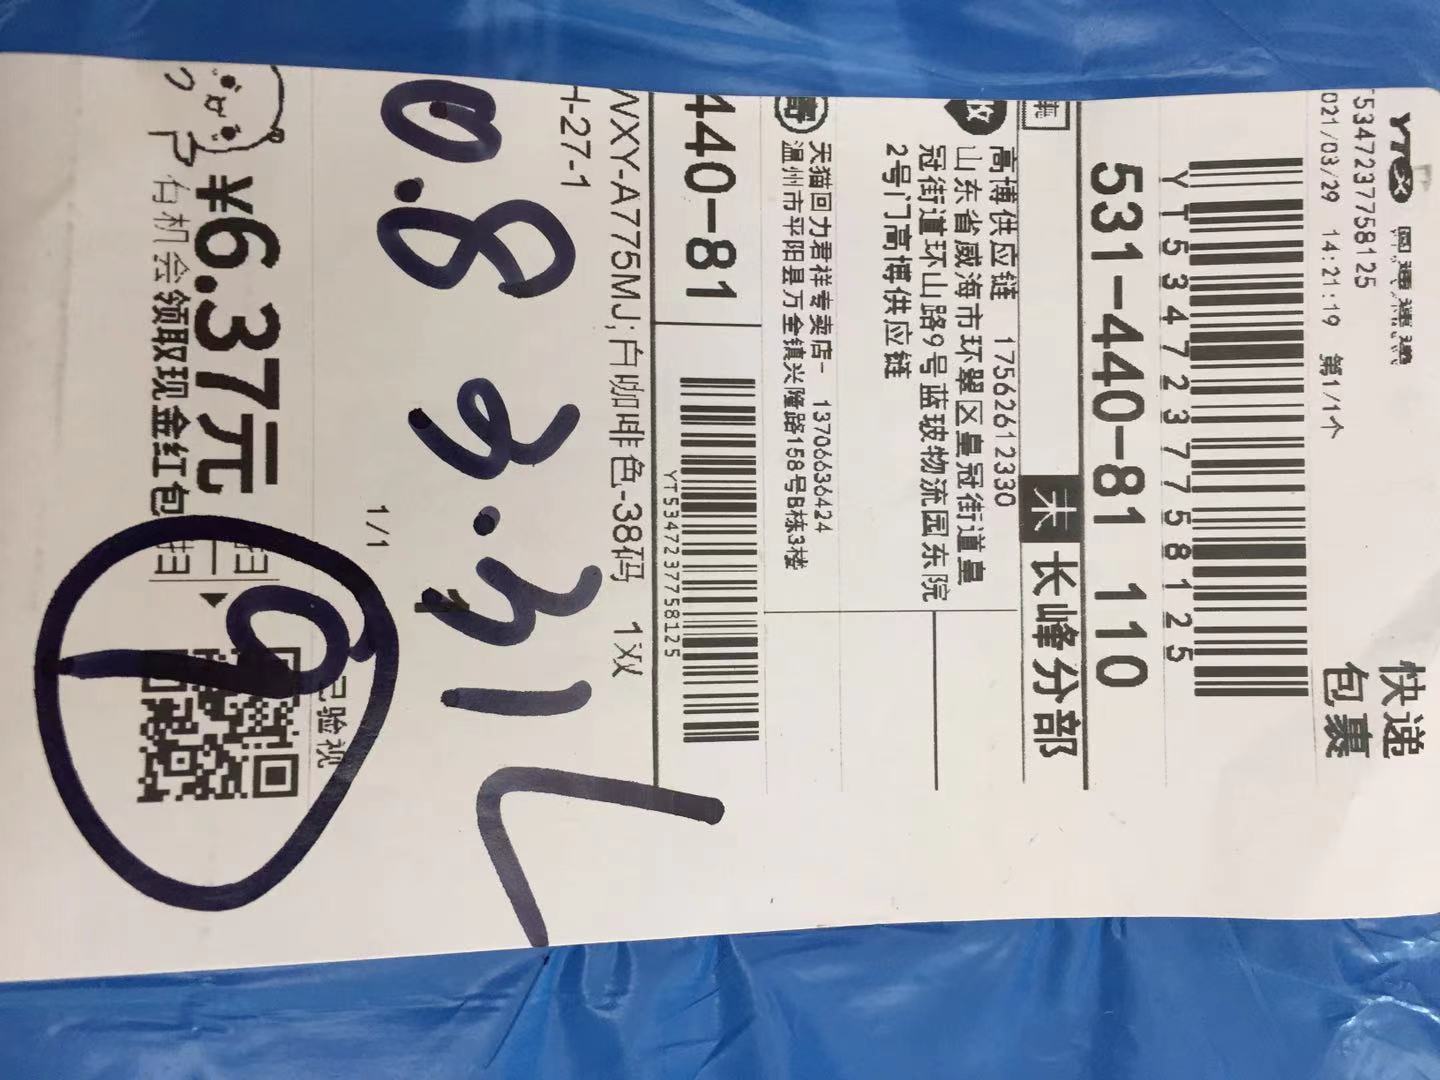 YTO 圆通速递
快递包裹
T5347237758125
021/03/29 14:21:19 第1/1个
YT5347237758125
531-440-81 110
末 长峰分部
收 高博供应链 17562612330
山东省威海市环翠区皇冠街道皇
冠街道环山路9号蓝玻物流园东院
2号门高博供应链
寄 天猫回力君祥专卖店- 13706636424
温州市平阳县万全镇兴隆路158号B栋3楼
440-81
YT5347237758125
WXY-A775MJ;白咖啡色-38码 1双
H-27-1
1
1/1
已验视
¥6.37元
有机会领取现金红包
扫一扫
9